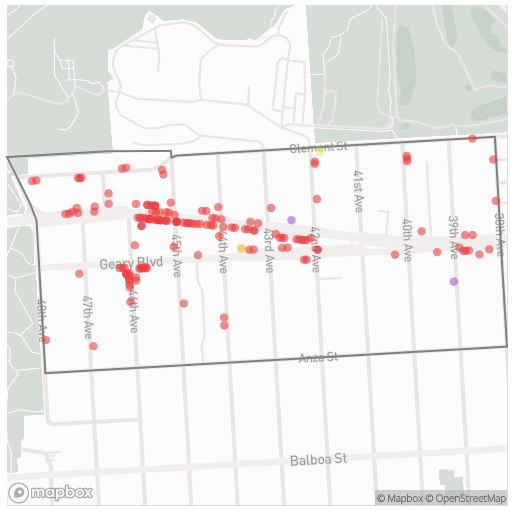 Clement St
41st Ave
38th Ave
39th Ave
40th Ave
42nd Ave
43rd Ave
44th Ave
45th Ave
Geary Blvd
44th Ave
47th Ave
48th Ave
Anza St
Balboa St
mapbox
© Mapbox © OpenStreetMap